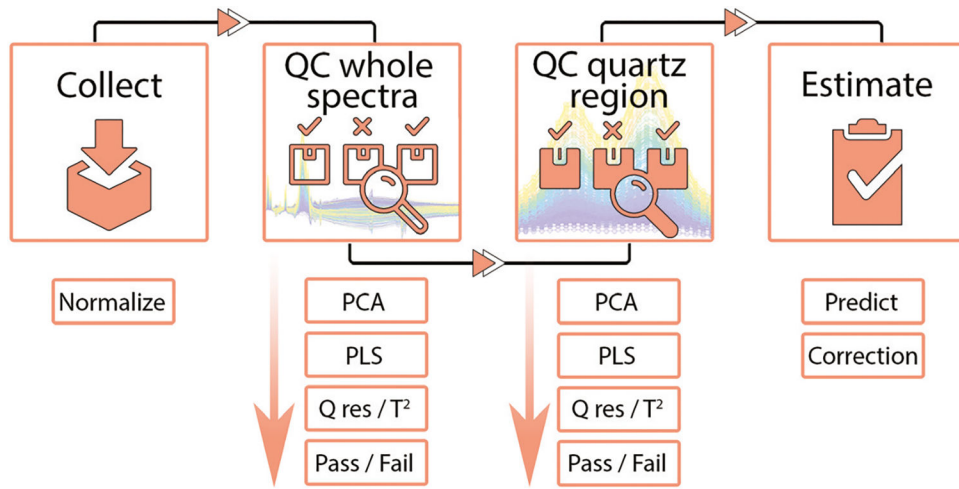 Collect
QC whole
spectra
QC quartz
region
Estimate
Normalize
PCA
PLS
Q res / T²
Pass / Fail
PCA
PLS
Q res / T²
Pass / Fail
Predict
Correction